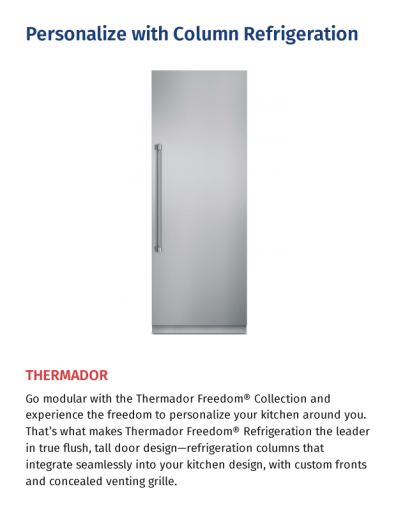 Personalize with Column Refrigeration
THERMADOR
Go modular with the Thermador Freedom® Collection and
experience the freedom to personalize your kitchen around you.
That's what makes Thermador Freedom® Refrigeration the leader
in true flush, tall door design—refrigeration columns that
integrate seamlessly into your kitchen design, with custom fronts
and concealed venting grille.